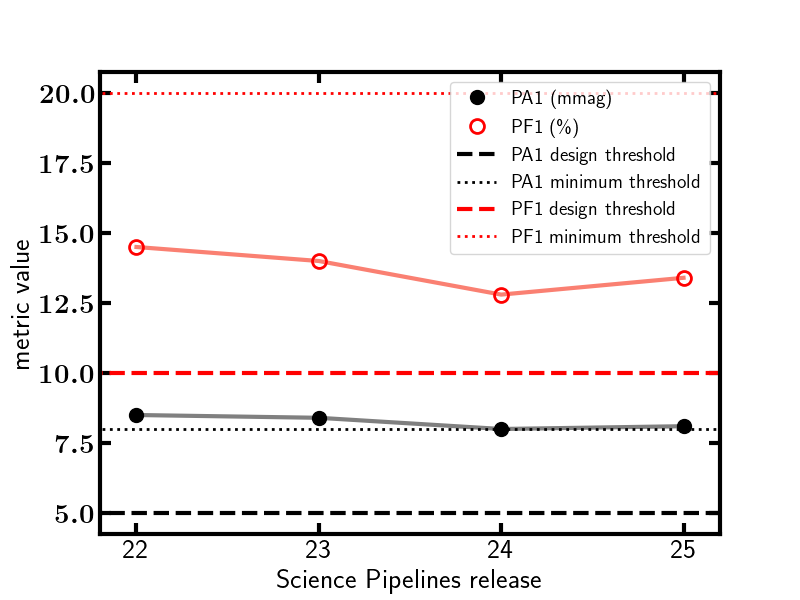 20.0
17.5
15.0
12.5
10.0
7.5
5.0
metric value
PA1 (mmag)
PF1 (%)
PA1 design threshold
PA1 minimum threshold
PF1 design threshold
PF1 minimum threshold
22 23 24 25
Science Pipelines release